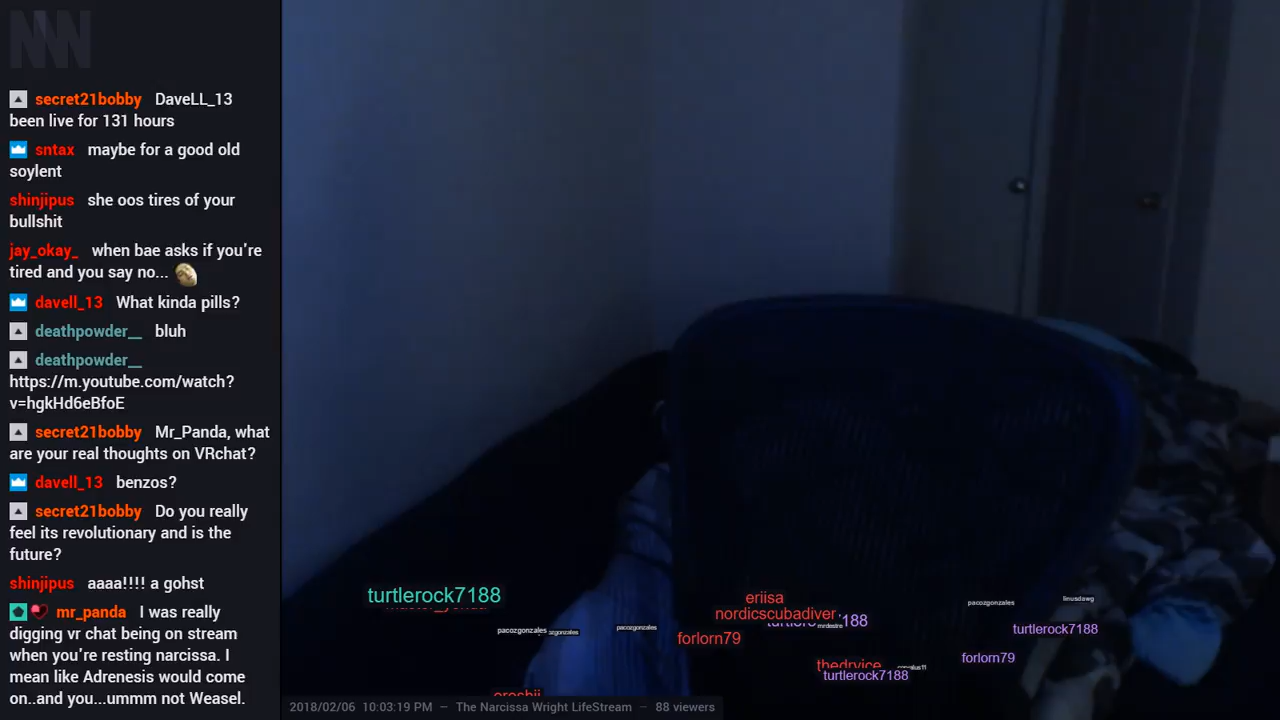 secret21bobby DaveLL_13
been live for 131 hours
sntax maybe for a good old
soylent
shinjipus she oos tires of your
bullshit
jay_okay_ when bae asks if you're
tired and you say no...
davell_13 What kinda pills?
deathpowder__ bluh
deathpowder__
https://m.youtube.com/watch?
v=hgkHd6eBfoE
secret21bobby Mr_Panda, what
are your real thoughts on VRchat?
davell_13 benzos?
secret21bobby Do you really
feel its revolutionary and is the
future?
shinjipus aaaa!!!! a gohst
mr_panda I was really
digging vr chat being on stream
when you're resting narcissa. I
mean like Adrenesis would come
on..and you...ummm not Weasel.
turtlerock7188
eriisa
nordicscubadiver
188
forlorn79
pacozgonzales
pacozgonzales
pacozgonzales
linusdawg
turtlerock7188
forlorn79
thedryice
turtlerock7188
2018/02/06 10:03:19 PM — The Narcissa Wright LifeStream — 88 viewers